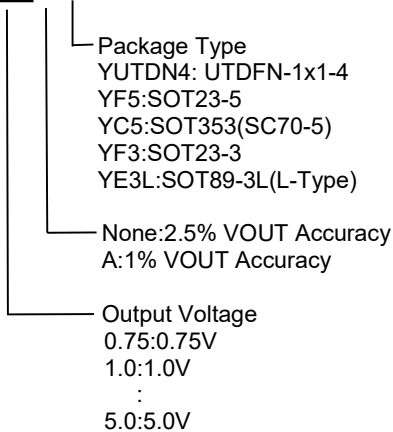 Package Type
YUTDN4: UTDFN-1x1-4
YF5:SOT23-5
YC5:SOT353(SC70-5)
YF3:SOT23-3
YE3L:SOT89-3L(L-Type)
None:2.5% VOUT Accuracy
A:1% VOUT Accuracy
Output Voltage
0.75:0.75V
1.0:1.0V
:
5.0:5.0V